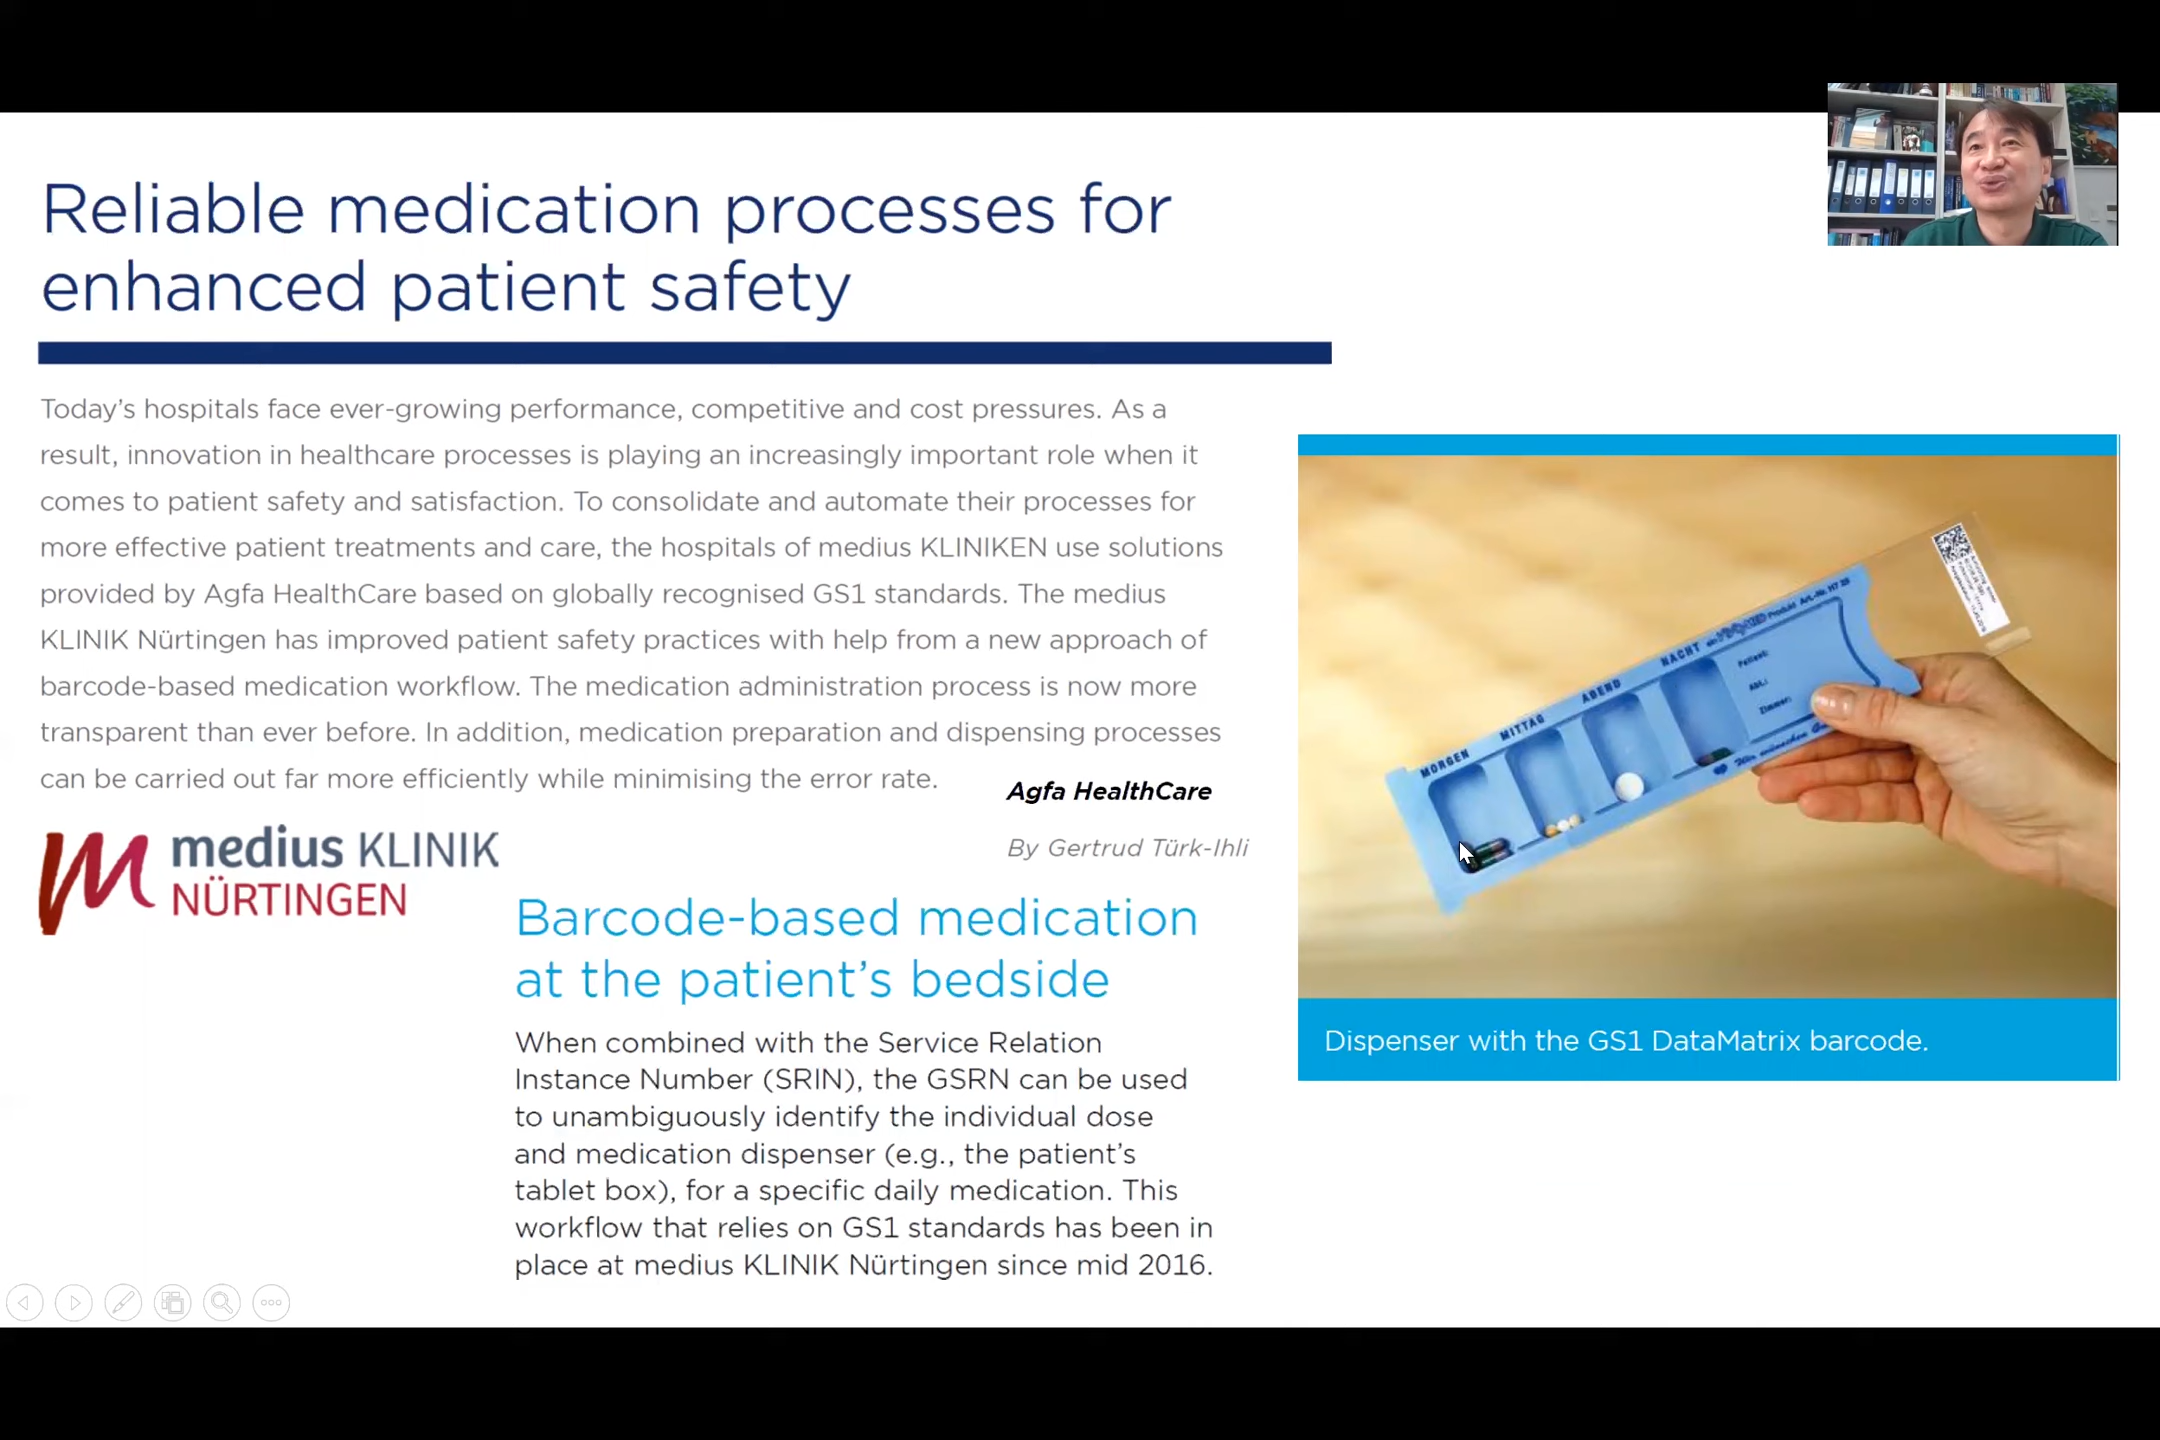 Reliable medication processes for
enhanced patient safety
Today's hospitals face ever-growing performance, competitive and cost pressures. As a
result, innovation in healthcare processes is playing an increasingly important role when it
comes to patient safety and satisfaction. To consolidate and automate their processes for
more effective patient treatments and care, the hospitals of medius KLINIKEN use solutions
provided by Agfa HealthCare based on globally recognised GS1 standards. The medius
KLINIK Nürtingen has improved patient safety practices with help from a new approach of
barcode-based medication workflow. The medication administration process is now more
transparent than ever before. In addition, medication preparation and dispensing processes
can be carried out far more efficiently while minimising the error rate.
Agfa HealthCare
By Gertrud Türk-Ihli
medius KLINIK
NÜRTINGEN
Barcode-based medication
at the patient's bedside
When combined with the Service Relation
Instance Number (SRIN), the GSRN can be used
to unambiguously identify the individual dose
and medication dispenser (e.g., the patient's
tablet box), for a specific daily medication. This
workflow that relies on GS1 standards has been in
place at medius KLINIK Nürtingen since mid 2016.
MORGEN MITTAG ABEND NACHT
Patient:
Abt.:
Zimmer:
Wir wünschen
Dispenser with the GS1 DataMatrix barcode.